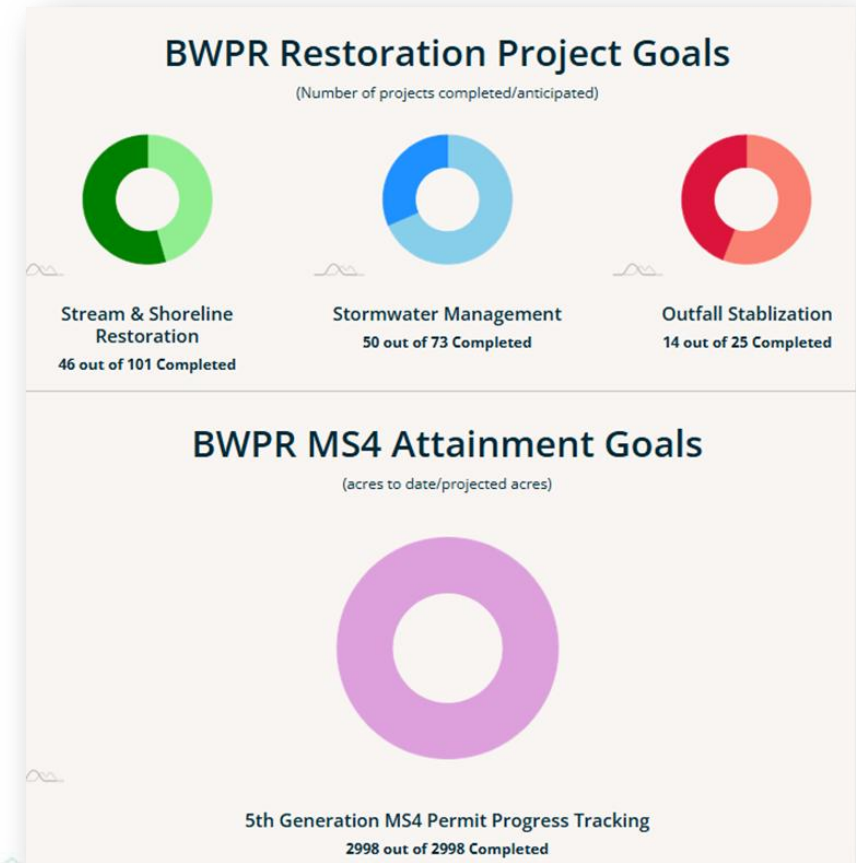 BWPR Restoration Project Goals
(Number of projects completed/anticipated)
Stream & Shoreline
Restoration
46 out of 101 Completed
Stormwater Management
50 out of 73 Completed
Outfall Stablization
14 out of 25 Completed
BWPR MS4 Attainment Goals
(acres to date/projected acres)
5th Generation MS4 Permit Progress Tracking
2998 out of 2998 Completed